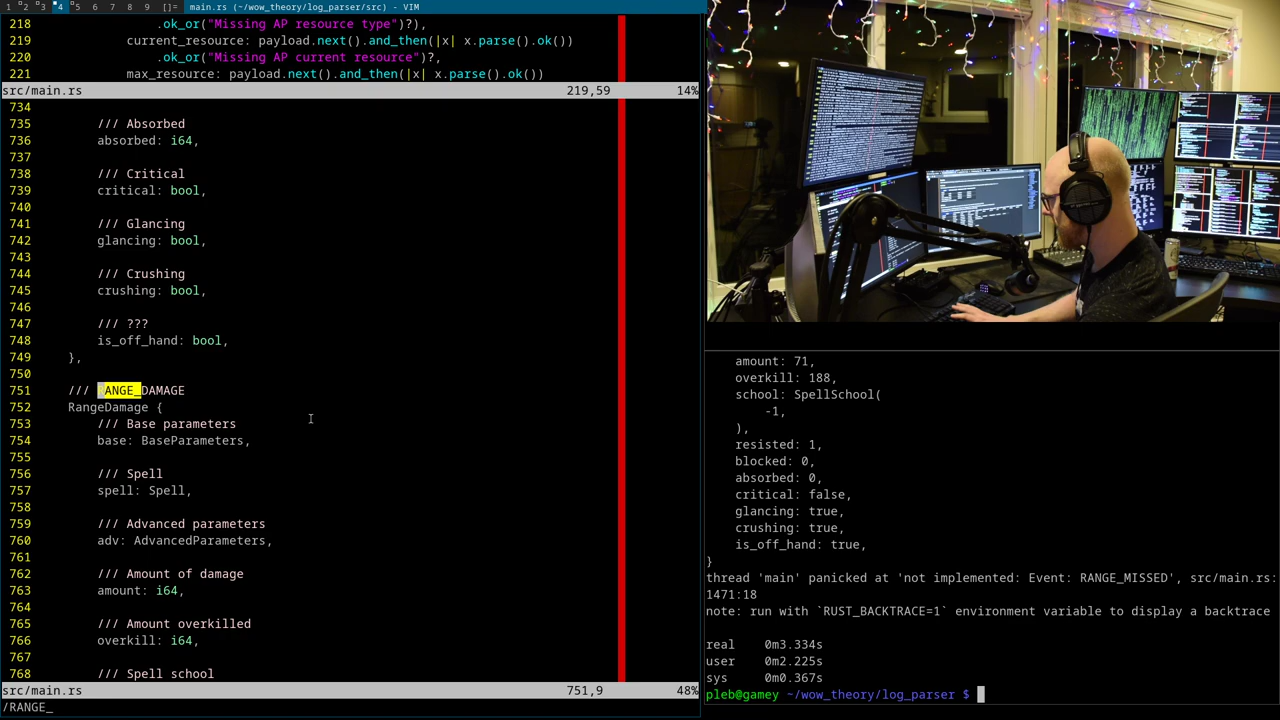 1 2 3 4 5 6 7 8 9 []= main.rs (~/wow_theory/log_parser/src) - VIM
218 .ok_or("Missing AP resource type")?,
219 current_resource: payload.next().and_then(|x| x.parse().ok())
220 .ok_or("Missing AP current resource")?,
221 max_resource: payload.next().and_then(|x| x.parse().ok())
src/main.rs 219,59 14%
734
735 /// Absorbed
736 absorbed: i64,
737
738 /// Critical
739 critical: bool,
740
741 /// Glancing
742 glancing: bool,
743
744 /// Crushing
745 crushing: bool,
746
747 /// ???
748 is_off_hand: bool,
749 },
750
751 /// RANGE_DAMAGE
752 RangeDamage {
753 /// Base parameters
754 base: BaseParameters,
755
756 /// Spell
757 spell: Spell,
758
759 /// Advanced parameters
760 adv: AdvancedParameters,
761
762 /// Amount of damage
763 amount: i64,
764
765 /// Amount overkilled
766 overkill: i64,
767
768 /// Spell school
src/main.rs 751,9 48%
/RANGE_
amount: 71,
overkill: 188,
school: SpellSchool(
-1,
),
resisted: 1,
blocked: 0,
absorbed: 0,
critical: false,
glancing: true,
crushing: true,
is_off_hand: true,
}
thread 'main' panicked at 'not implemented: Event: RANGE_MISSED', src/main.rs:
1471:18
note: run with `RUST_BACKTRACE=1` environment variable to display a backtrace
real 0m3.334s
user 0m2.225s
sys 0m0.367s
pleb@gamey ~/wow_theory/log_parser $